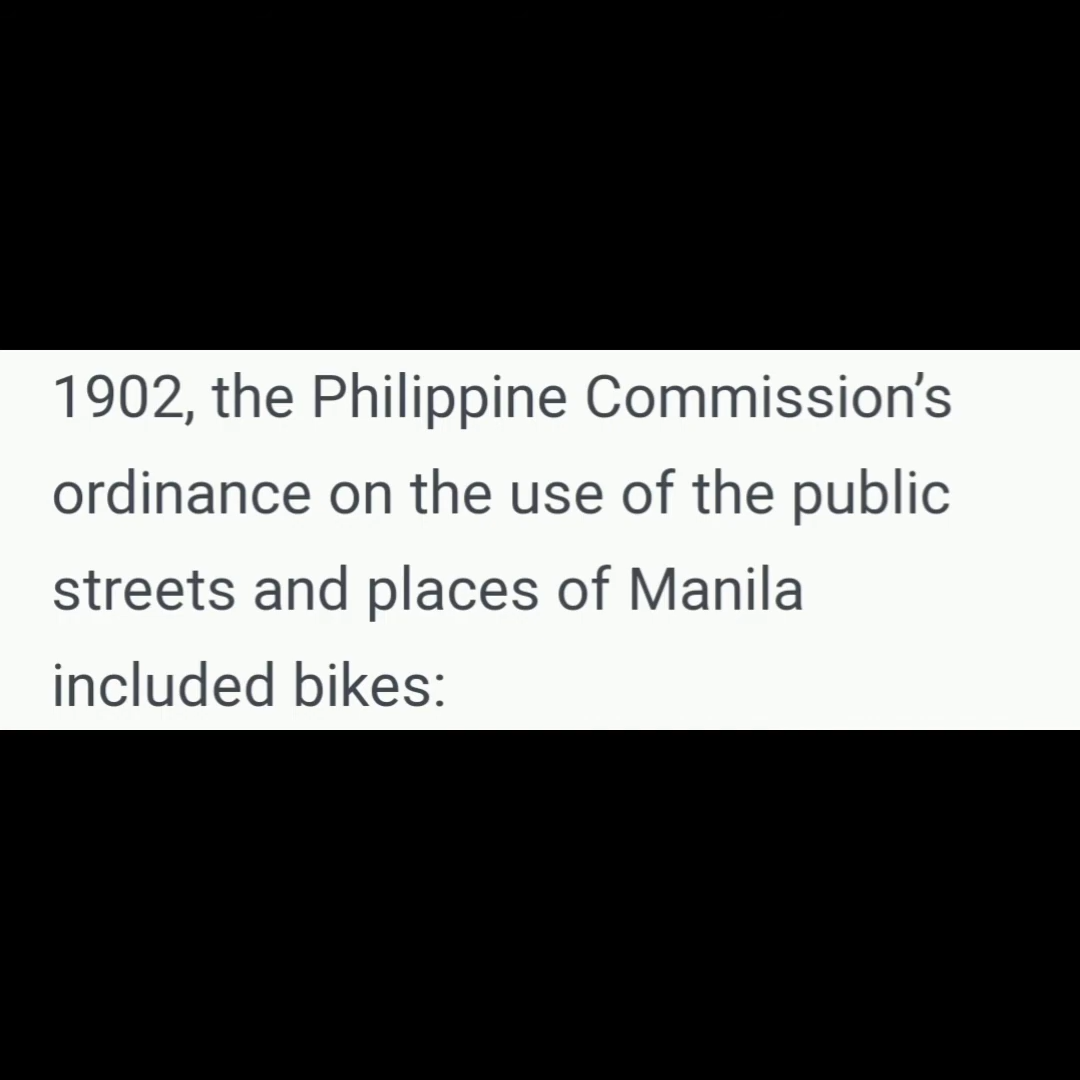 1902, the Philippine Commission’s
ordinance on the use of the public
streets and places of Manila
included bikes: